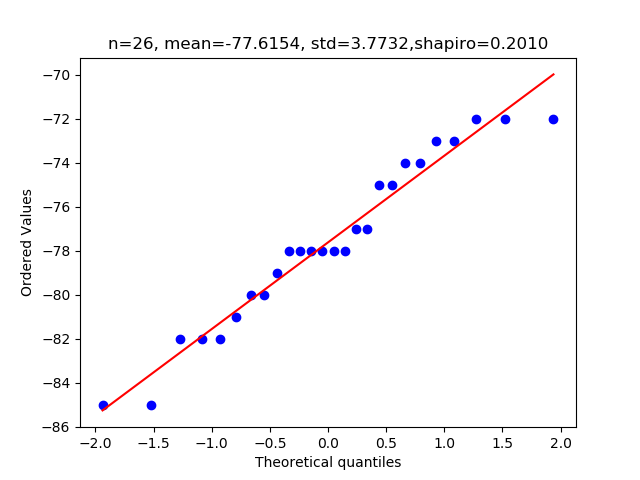 n=26, mean=-77.6154, std=3.7732,shapiro=0.2010
−70
−72
−74
−76
−78
−80
−82
−84
−86
Ordered Values
−2.0 −1.5 −1.0 −0.5 0.0 0.5 1.0 1.5 2.0
Theoretical quantiles